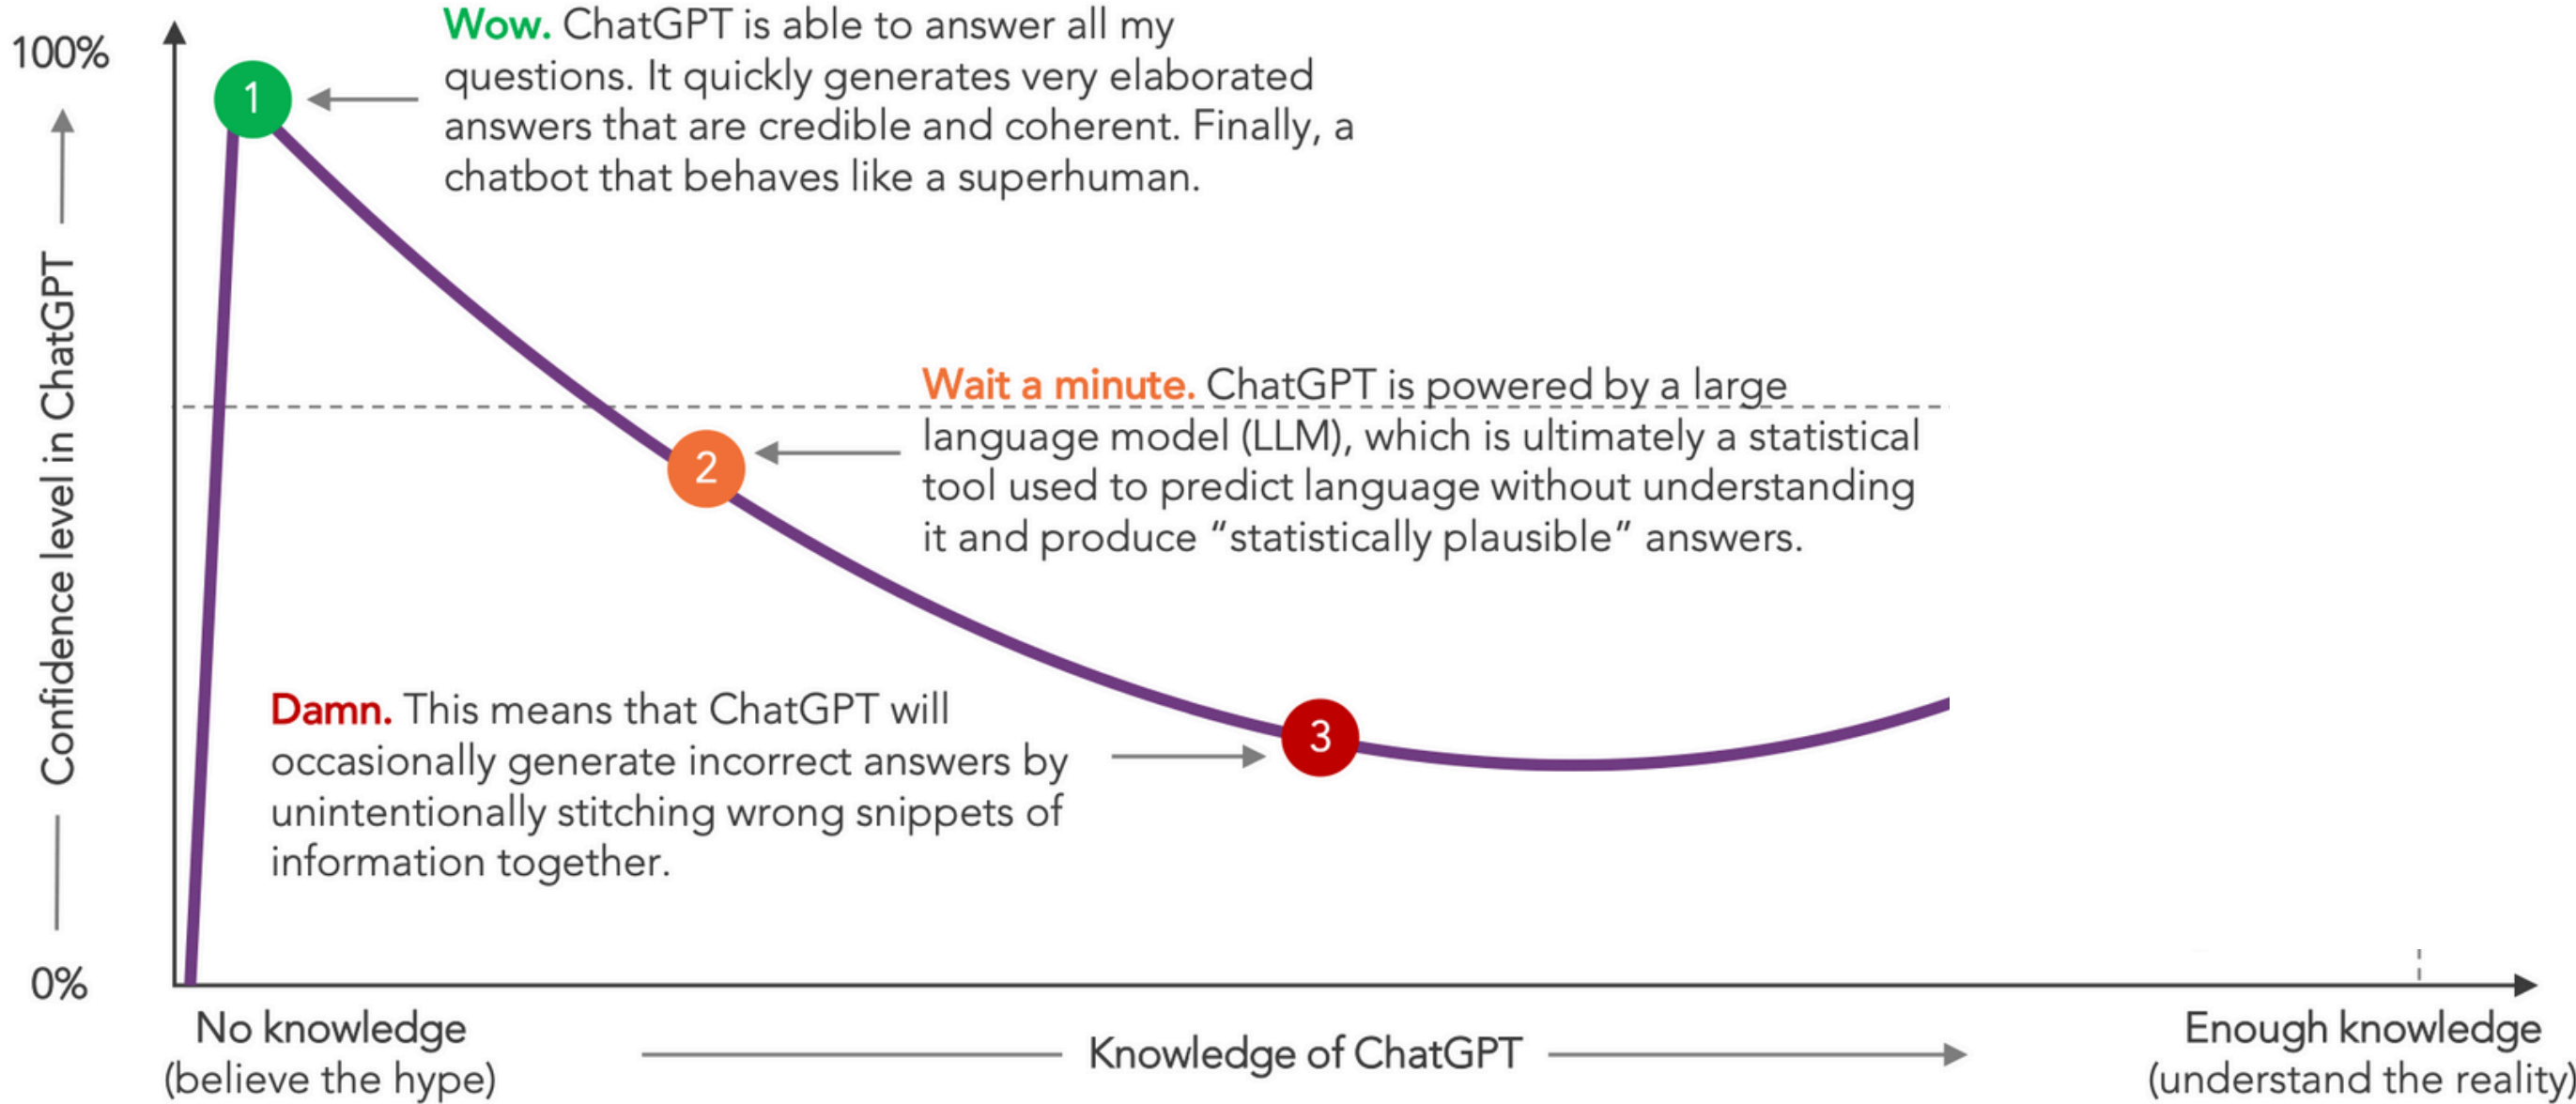 100%
1
Wow. ChatGPT is able to answer all my
questions. It quickly generates very elaborated
answers that are credible and coherent. Finally, a
chatbot that behaves like a superhuman.
Confidence level in ChatGPT
Wait a minute. ChatGPT is powered by a large
language model (LLM), which is ultimately a statistical
tool used to predict language without understanding
it and produce “statistically plausible” answers.
2
Damn. This means that ChatGPT will
occasionally generate incorrect answers by
unintentionally stitching wrong snippets of
information together.
3
0%
No knowledge
(believe the hype)
Knowledge of ChatGPT
Enough knowledge
(understand the reality)